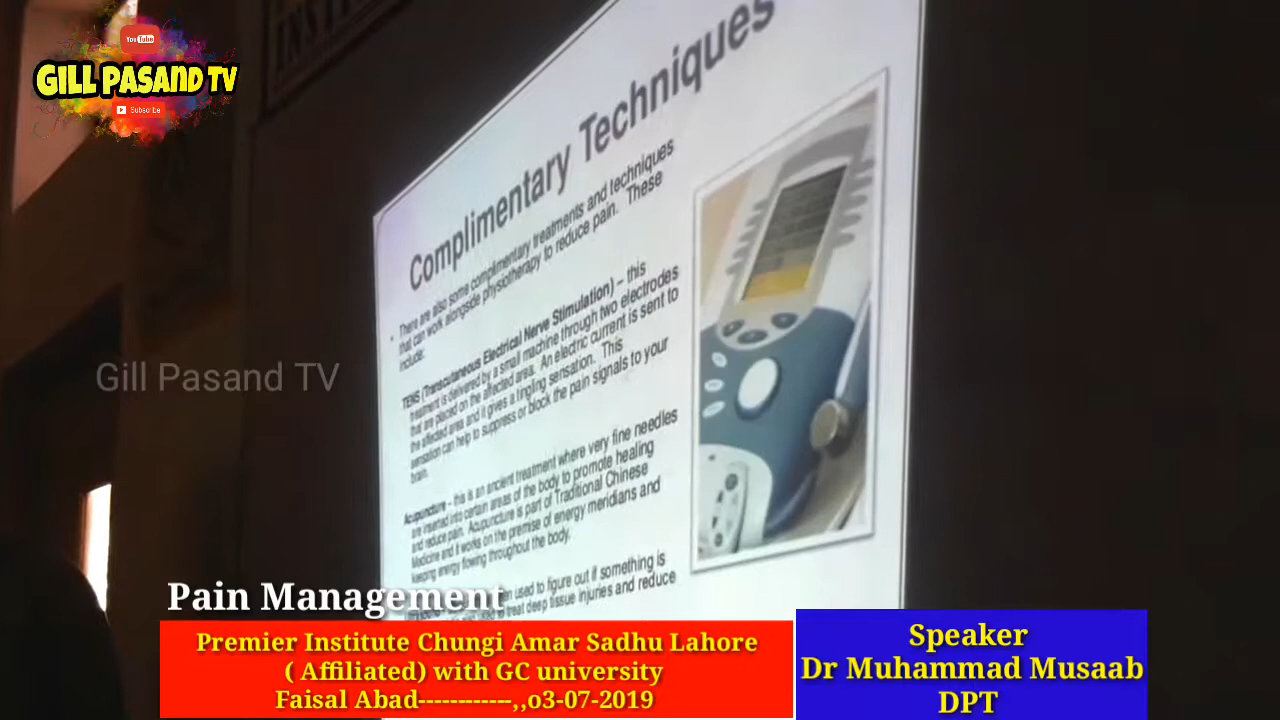 INST
YouTube
GILL PASAND TV
Subscribe
Complimentary Techniques
There are also some complimentary treatments and techniques
that can work alongside physiotherapy to reduce pain. These
include:
TENS (Transcutaneous Electrical Nerve Stimulation) – this
treatment is delivered by a small machine through two electrodes
that are placed on the affected area. An electric current is sent to
the affected area and it gives a tingling sensation. This
sensation can help to suppress or block the pain signals to your
brain.
Acupuncture – this is an ancient treatment where very fine needles
are inserted into certain areas of the body to promote healing
and reduce pain. Acupuncture is part of Traditional Chinese
Medicine and it works on the premise of energy meridians and
keeping energy flowing throughout the body.
used to figure out if something is
treat deep tissue injuries and reduce
Gill Pasand TV
Pain Management
Premier Institute Chungi Amar Sadhu Lahore
( Affiliated) with GC university
Faisal Abad------------,,o3-07-2019
Speaker
Dr Muhammad Musaab
DPT